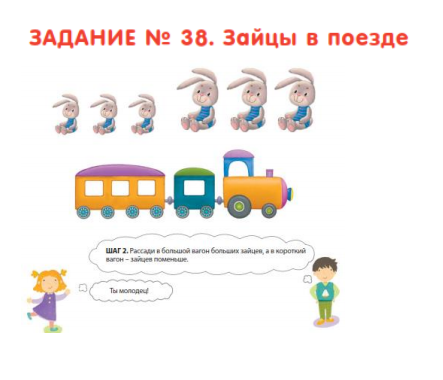 ЗАДАНИЕ № 38. Зайцы в поезде
ШАГ 2. Рассади в большой вагон больших зайцев, а в короткий
вагон – зайцев поменьше.
Ты молодец!